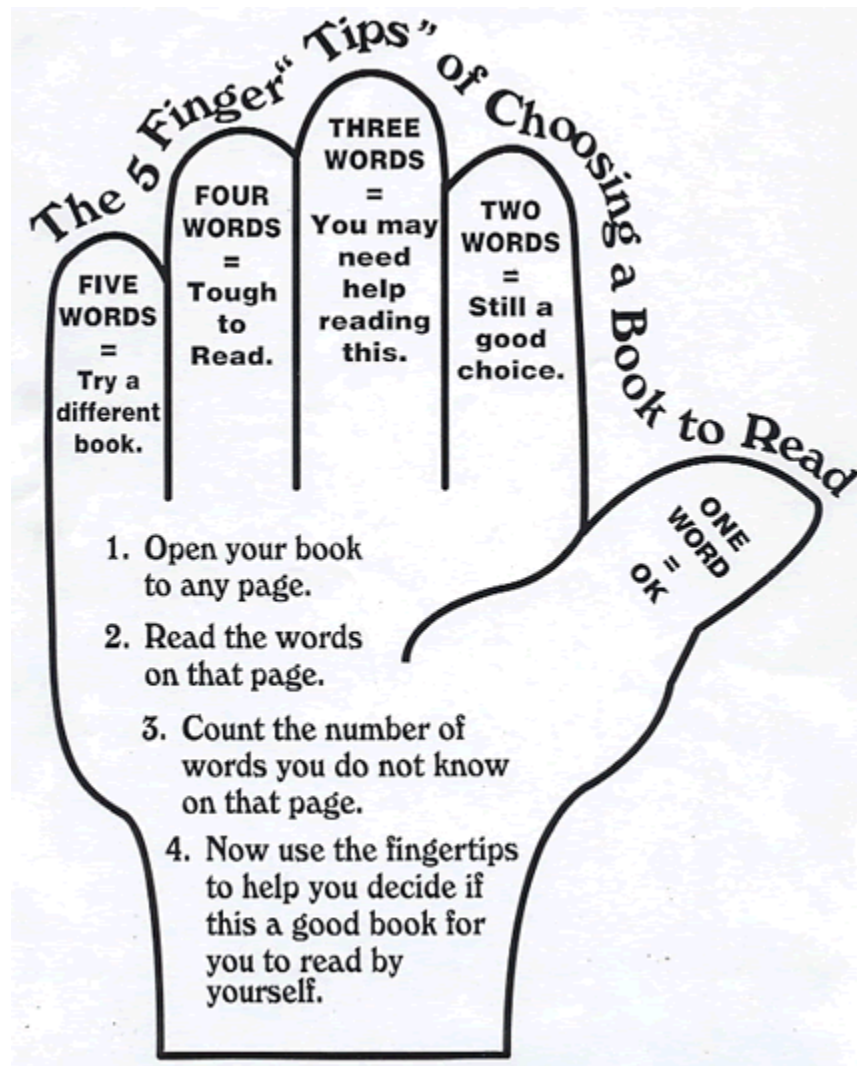 The 5 Finger “Tips” of Choosing a Book to Read
FIVE
WORDS
=
Try a
different
book.
FOUR
WORDS
=
Tough
to
Read.
THREE
WORDS
=
You may
need
help
reading
this.
TWO
WORDS
=
Still a
good
choice.
ONE
WORD
=
OK
1. Open your book
to any page.
2. Read the words
on that page.
3. Count the number of
words you do not know
on that page.
4. Now use the fingertips
to help you decide if
this a good book for
you to read by
yourself.